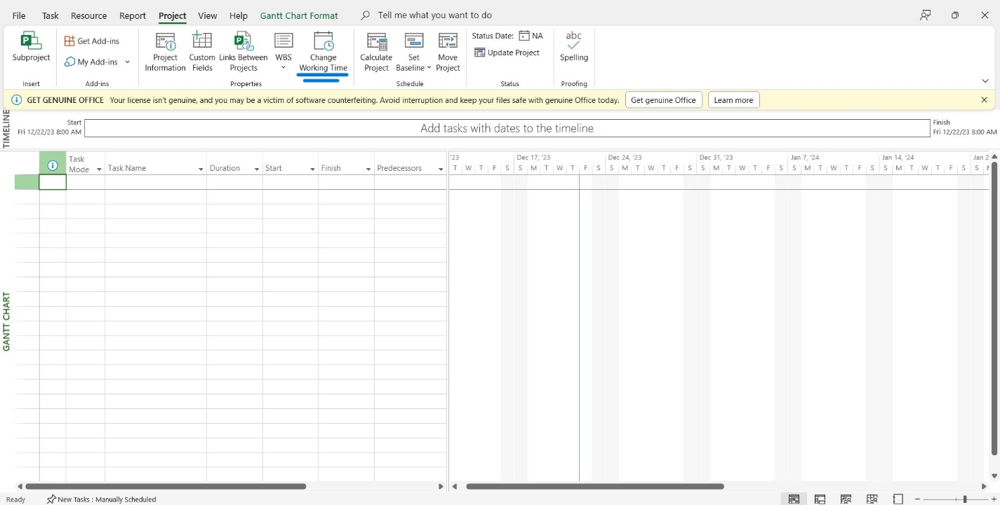 File Task Resource Report Project View Help Gantt Chart Format Tell me what you want to do
Subproject
Get Add-ins
My Add-ins
Project Information
Custom Fields
Links Between Projects
WBS
Change Working Time
Calculate Project
Set Baseline
Move Project
Status Date: NA
Update Project
abc
Spelling
Insert Add-ins Properties Schedule Status Proofing
GET GENUINE OFFICE Your license isn't genuine, and you may be a victim of software counterfeiting. Avoid interruption and keep your files safe with genuine Office today. Get genuine Office Learn more
TIMELINE
Start
Fri 12/22/23 8:00 AM
Add tasks with dates to the timeline
Finish
Fri 12/22/23 8:00 AM
Task Mode Task Name Duration Start Finish Predecessors
'23 Dec 17, '23 Dec 24, '23 Dec 31, '23 Jan 7, '24 Jan 14, '24 Jan 2
T W T F S S M T W T F S S M T W T F S S M T W T F S S M T W T F S S M T W T F S S M
GANTT CHART
Ready New Tasks : Manually Scheduled